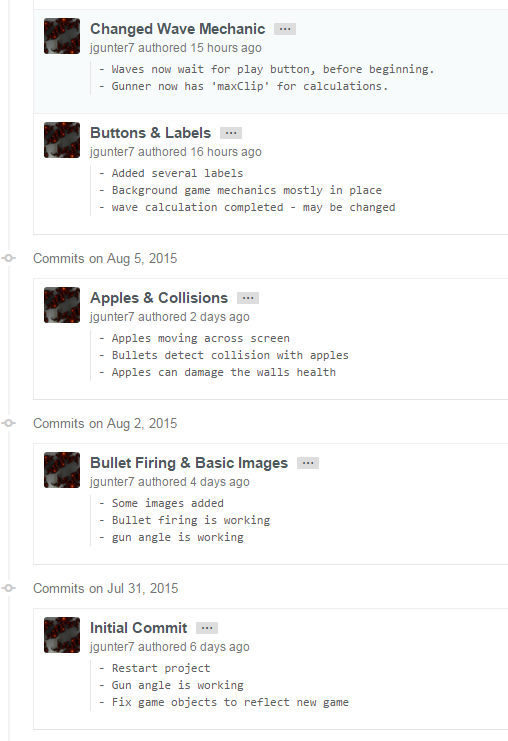 Changed Wave Mechanic ...
jgunter7 authored 15 hours ago
- Waves now wait for play button, before beginning.
- Gunner now has 'maxClip' for calculations.
Buttons & Labels ...
jgunter7 authored 16 hours ago
- Added several labels
- Background game mechanics mostly in place
- wave calculation completed - may be changed
Commits on Aug 5, 2015
Apples & Collisions ...
jgunter7 authored 2 days ago
- Apples moving across screen
- Bullets detect collision with apples
- Apples can damage the walls health
Commits on Aug 2, 2015
Bullet Firing & Basic Images ...
jgunter7 authored 4 days ago
- Some images added
- Bullet firing is working
- gun angle is working
Commits on Jul 31, 2015
Initial Commit ...
jgunter7 authored 6 days ago
- Restart project
- Gun angle is working
- Fix game objects to reflect new game